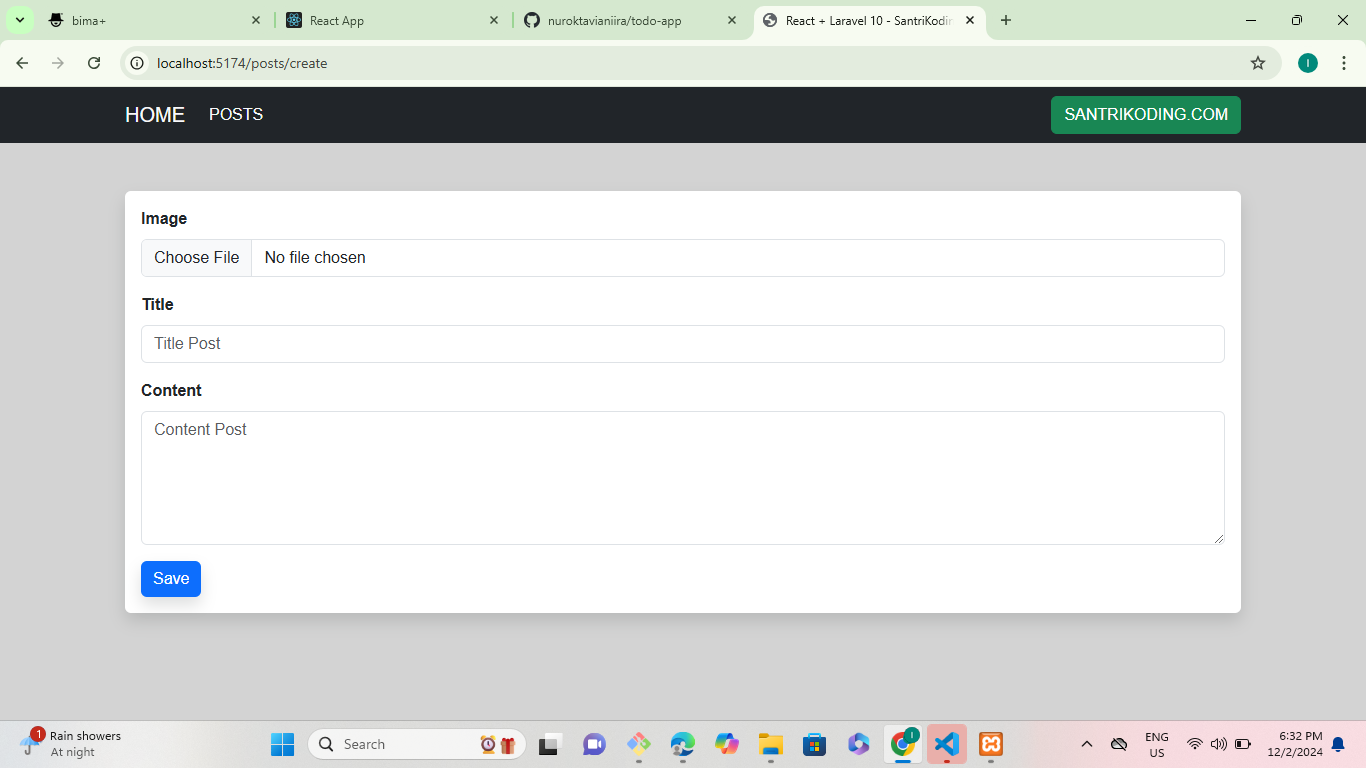 bima+
React App
nuroktavianiira/todo-app
React + Laravel 10 - SantriKodin
localhost:5174/posts/create
I
HOME
POSTS
SANTRIKODING.COM
Image
Choose File
No file chosen
Title
Title Post
Content
Content Post
Save
1
Rain showers
At night
Search
I
ENG
US
6:32 PM
12/2/2024